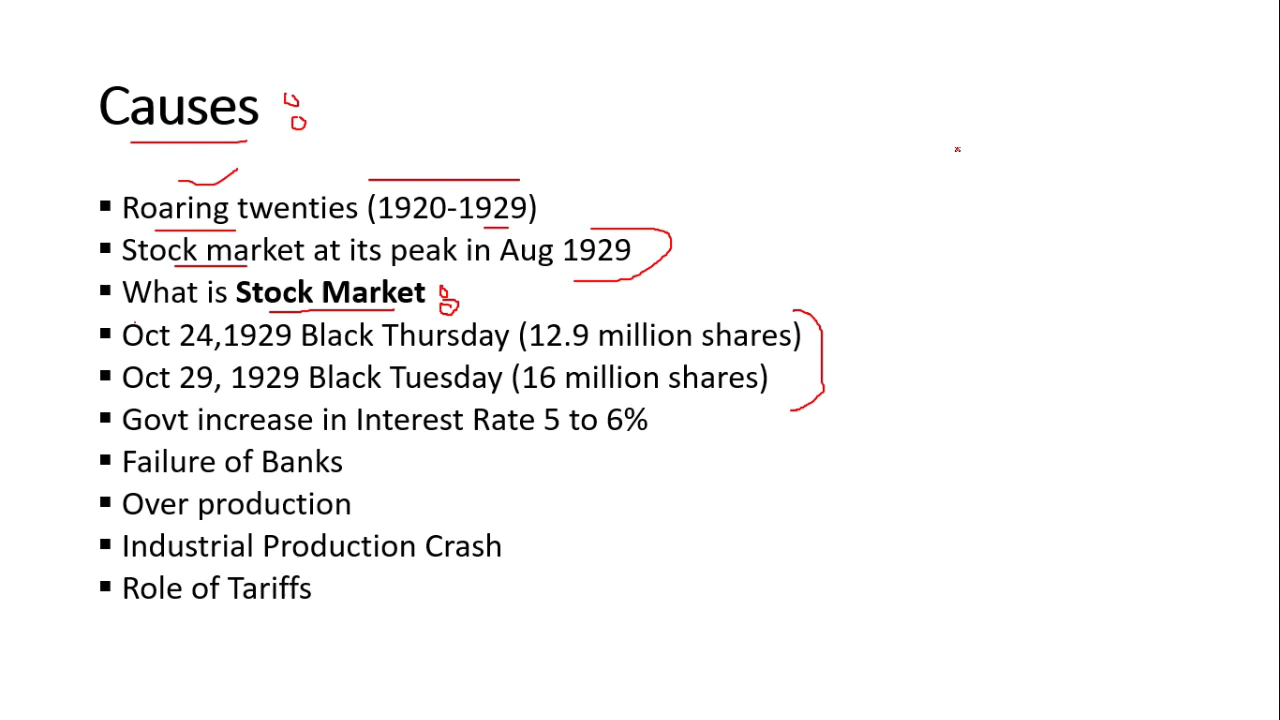 Causes :
▪ Roaring twenties (1920-1929)
▪ Stock market at its peak in Aug 1929
▪ What is Stock Market :
▪ Oct 24,1929 Black Thursday (12.9 million shares)
▪ Oct 29, 1929 Black Tuesday (16 million shares)
▪ Govt increase in Interest Rate 5 to 6%
▪ Failure of Banks
▪ Over production
▪ Industrial Production Crash
▪ Role of Tariffs